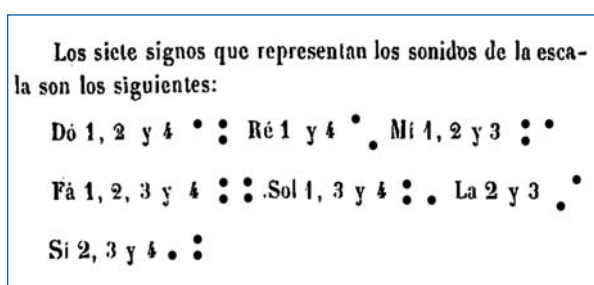 Los siete signos que representan los sonidos de la esca-
la son los siguientes:
Dó 1, 2 y 4 ⠙ Ré 1 y 4 ⠑ Mí 1, 2 y 3 ⠋
Fá 1, 2, 3 y 4 ⠛ .Sol 1, 3 y 4 ⠓ La 2 y 3 ⠊
Si 2, 3 y 4 ⠚